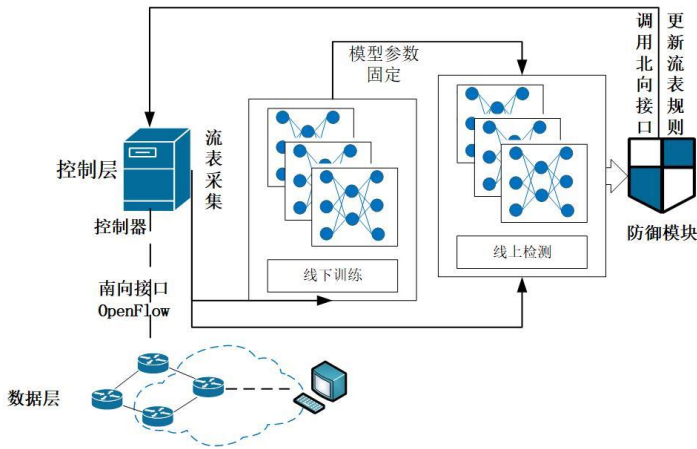 模型参数
固定
调用北向接口
更新流表规则
流表采集
控制层
控制器
线下训练
线上检测
防御模块
南向接口
OpenFlow
数据层